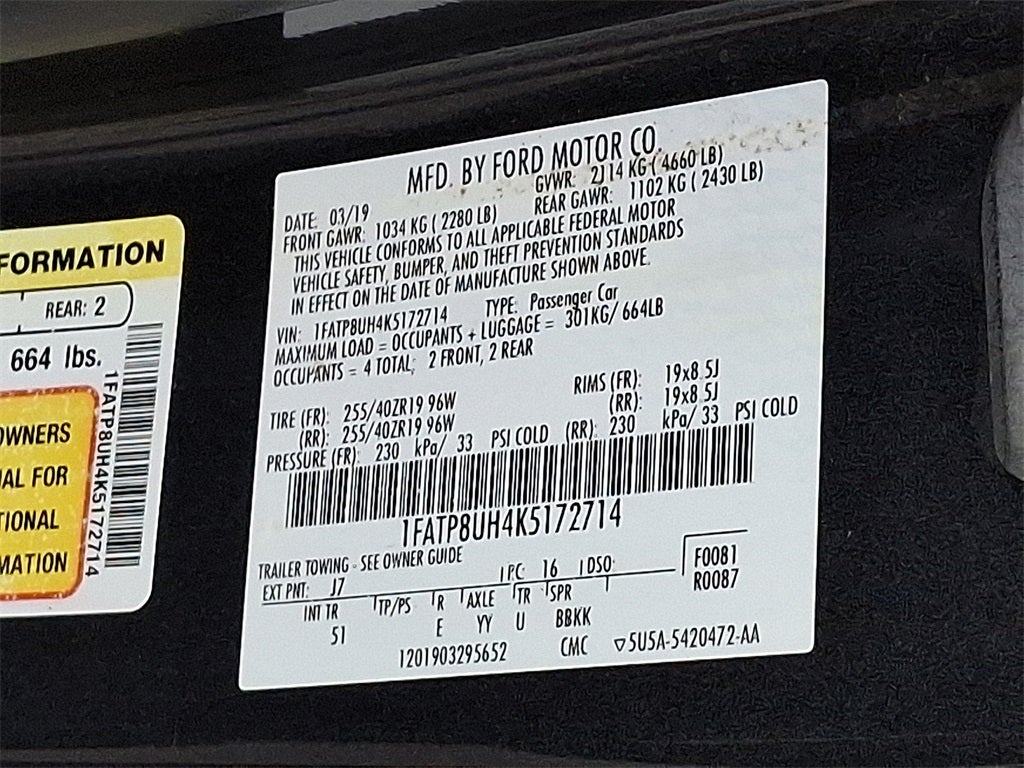 FORMATION
REAR: 2
664 lbs.
1FATP8UH4K5172714
OWNERS
AL FOR
TIONAL
MATION
MFD. BY FORD MOTOR CO.
DATE: 03/19 GVWR: 2114 KG ( 4660 LB)
FRONT GAWR: 1034 KG ( 2280 LB) REAR GAWR: 1102 KG ( 2430 LB)
THIS VEHICLE CONFORMS TO ALL APPLICABLE FEDERAL MOTOR
VEHICLE SAFETY, BUMPER, AND THEFT PREVENTION STANDARDS
IN EFFECT ON THE DATE OF MANUFACTURE SHOWN ABOVE.
VIN: 1FATP8UH4K5172714 TYPE: Passenger Car
MAXIMUM LOAD = OCCUPANTS + LUGGAGE = 301KG/ 664LB
OCCUPANTS = 4 TOTAL; 2 FRONT, 2 REAR
TIRE (FR): 255/40ZR19 96W RIMS (FR): 19x8.5J
(RR): 255/40ZR19 96W (RR): 19x8.5J
PRESSURE (FR): 230 kPa/ 33 PSI COLD (RR): 230 kPa/ 33 PSI COLD
1FATP8UH4K5172714
TRAILER TOWING - SEE OWNER GUIDE
EXT PNT: J7 RC: 16 DSO: F0081
R0087
INT TR TP/PS R AXLE TR SPR
51 E YY U BBKK
1201903295652 CMC ▽5U5A-5420472-AA